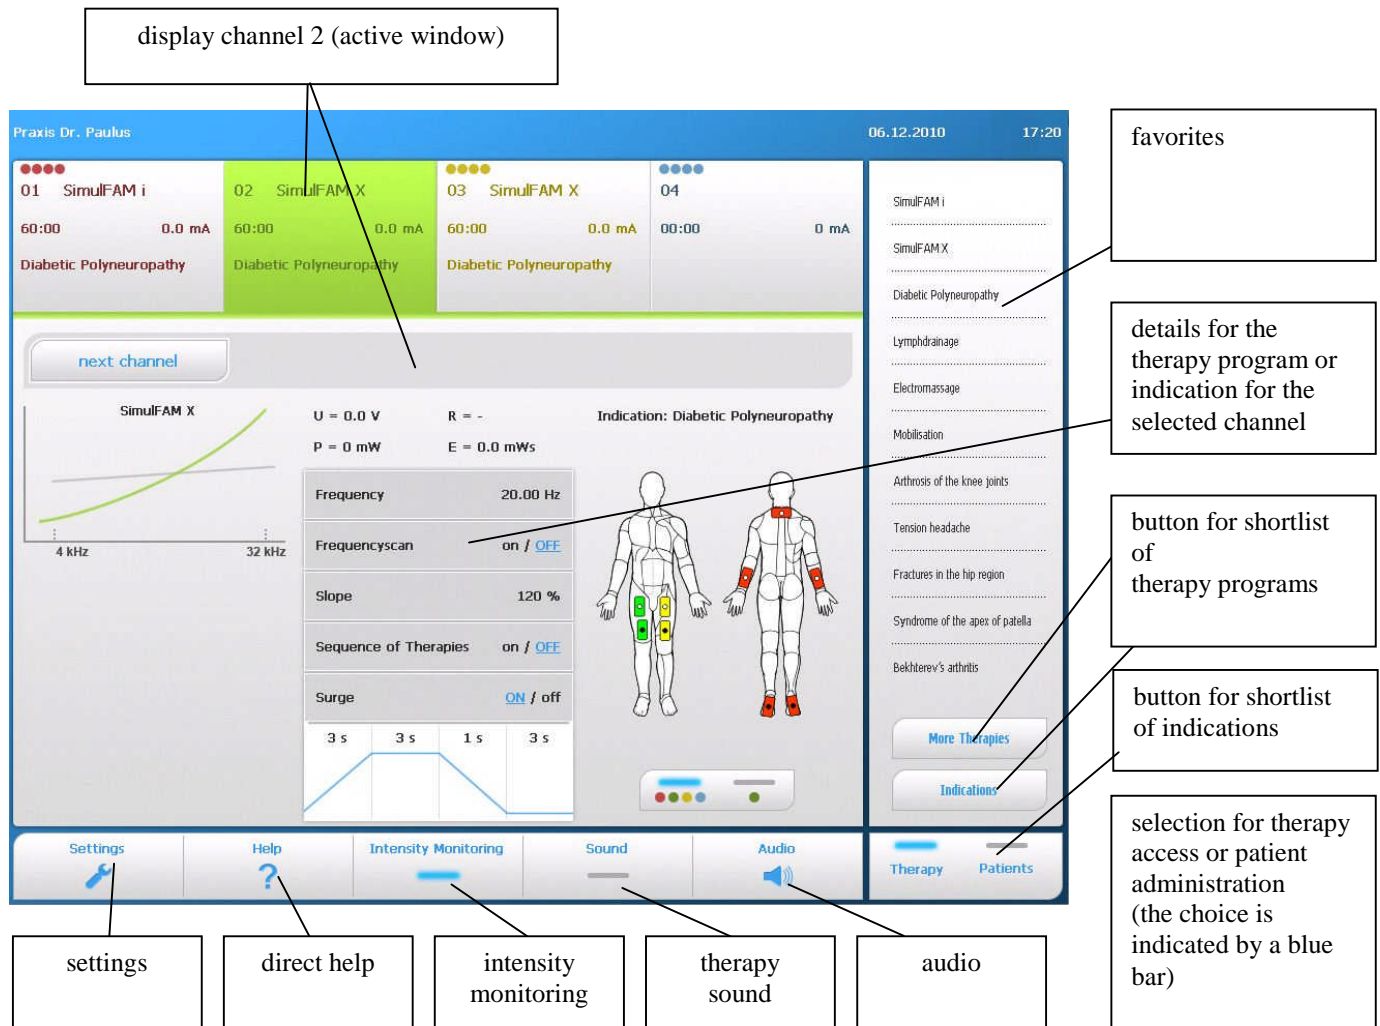 display channel 2 (active window)
Praxis Dr. Paulus
06.12.2010
17:20
01 SimulFAM i
60:00 0.0 mA
Diabetic Polyneuropathy
02 SimulFAM X
60:00 0.0 mA
Diabetic Polyneuropathy
03 SimulFAM X
60:00 0.0 mA
Diabetic Polyneuropathy
04
00:00 0 mA
next channel
SimulFAM X
4 kHz 32 kHz
U = 0.0 V R = -
P = 0 mW E = 0.0 mWs
Indication: Diabetic Polyneuropathy
Frequency 20.00 Hz
Frequencyscan on / OFF
Slope 120 %
Sequence of Therapies on / OFF
Surge ON / off
3 s 3 s 1 s 3 s
SimulFAM i
SimulFAM X
Diabetic Polyneuropathy
Lymphdrainage
Electromassage
Mobilisation
Arthrosis of the knee joints
Tension headache
Fractures in the hip region
Syndrome of the apex of patella
Bekhterev's arthritis
More Therapies
Indications
Settings
Help
Intensity Monitoring
Sound
Audio
Therapy
Patients
favorites
details for the
therapy program or
indication for the
selected channel
button for shortlist
of
therapy programs
button for shortlist
of indications
selection for therapy
access or patient
administration
(the choice is
indicated by a blue
bar)
settings
direct help
intensity
monitoring
therapy
sound
audio